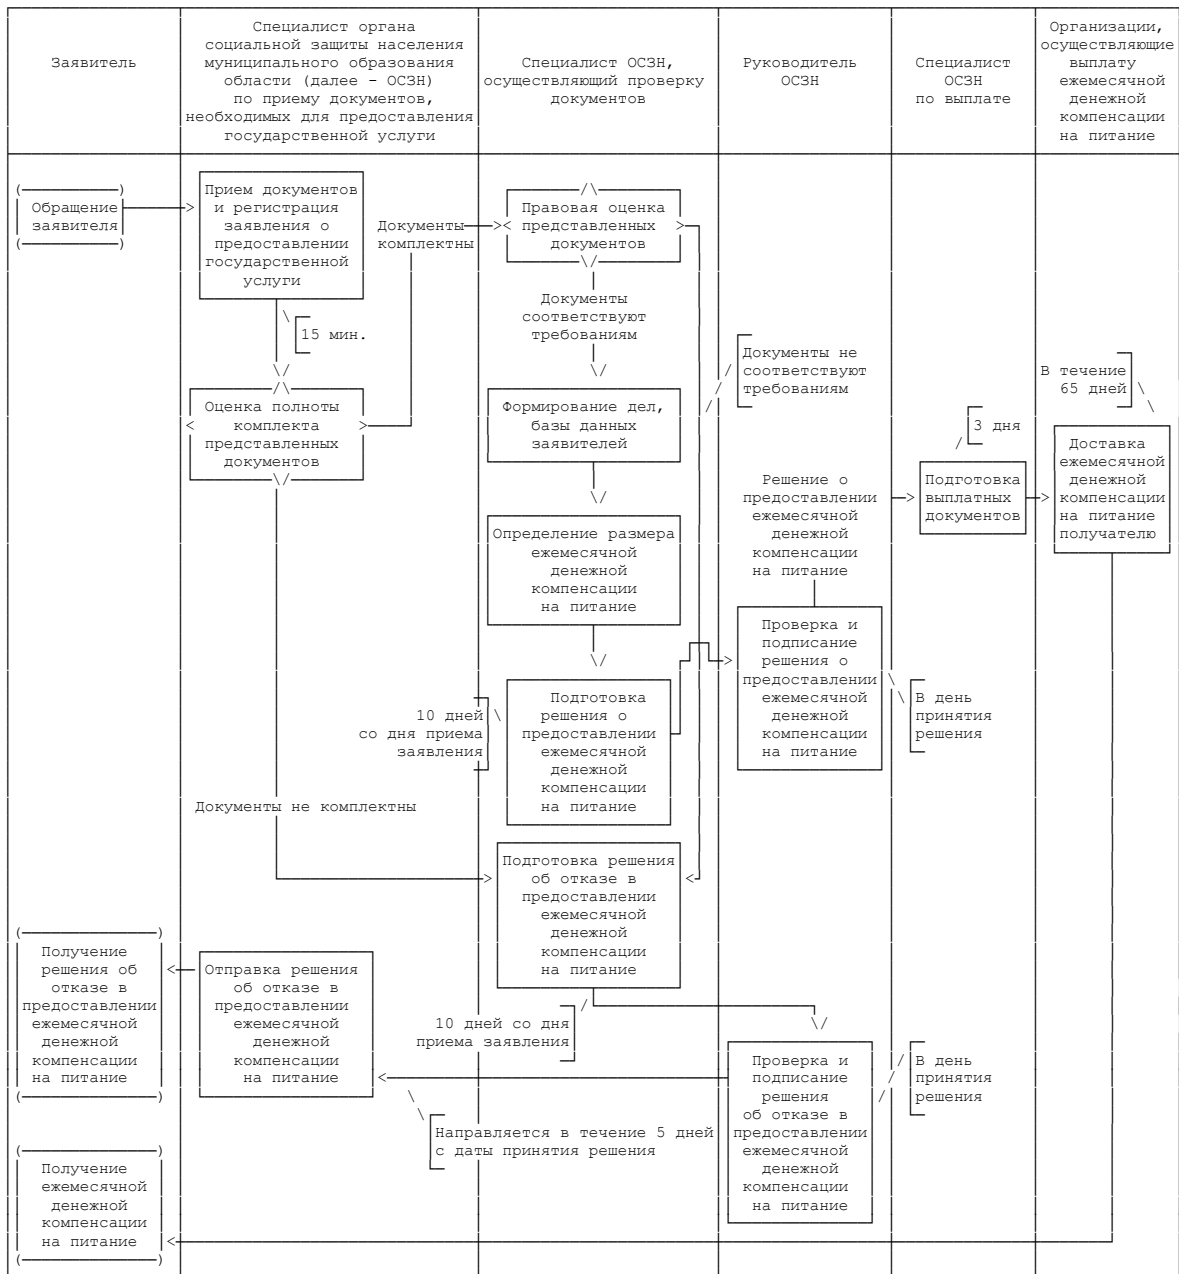 Заявитель
Специалист органа
социальной защиты населения
муниципального образования
области (далее - ОСЗН)
по приему документов,
необходимых для предоставления
государственной услуги
Специалист ОСЗН,
осуществляющий проверку
документов
Руководитель
ОСЗН
Специалист
ОСЗН
по выплате
Организации,
осуществляющие
выплату
ежемесячной
денежной
компенсации
на питание
Обращение
заявителя
Прием документов
и регистрация
заявления о
предоставлении
государственной
услуги
15 мин.
Оценка полноты
комплекта
представленных
документов
Документы
комплектны
Правовая оценка
представленных
документов
Документы
соответствуют
требованиям
Документы не
соответствуют
требованиям
Формирование дел,
базы данных
заявителей
Определение размера
ежемесячной
денежной
компенсации
на питание
10 дней
со дня приема
заявления
Подготовка
решения о
предоставлении
ежемесячной
денежной
компенсации
на питание
Решение о
предоставлении
ежемесячной
денежной
компенсации
на питание
Проверка и
подписание
решения о
предоставлении
ежемесячной
денежной
компенсации
на питание
В день
принятия
решения
3 дня
Подготовка
выплатных
документов
В течение
65 дней
Доставка
ежемесячной
денежной
компенсации
на питание
получателю
Документы не комплектны
Подготовка решения
об отказе в
предоставлении
ежемесячной
денежной
компенсации
на питание
10 дней со дня
приема заявления
Проверка и
подписание
решения
об отказе в
предоставлении
ежемесячной
денежной
компенсации
на питание
В день
принятия
решения
Отправка решения
об отказе в
предоставлении
ежемесячной
денежной
компенсации
на питание
Направляется в течение 5 дней
с даты принятия решения
Получение
решения об
отказе в
предоставлении
ежемесячной
денежной
компенсации
на питание
Получение
ежемесячной
денежной
компенсации
на питание